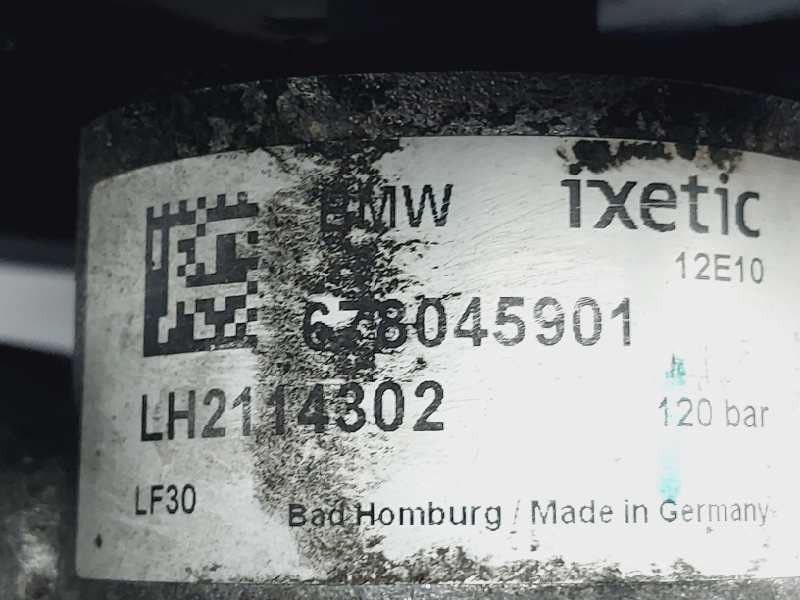 BMW ixetic
12E10
678045901
LH2114302
120 bar
LF30
Bad Homburg / Made in Germany